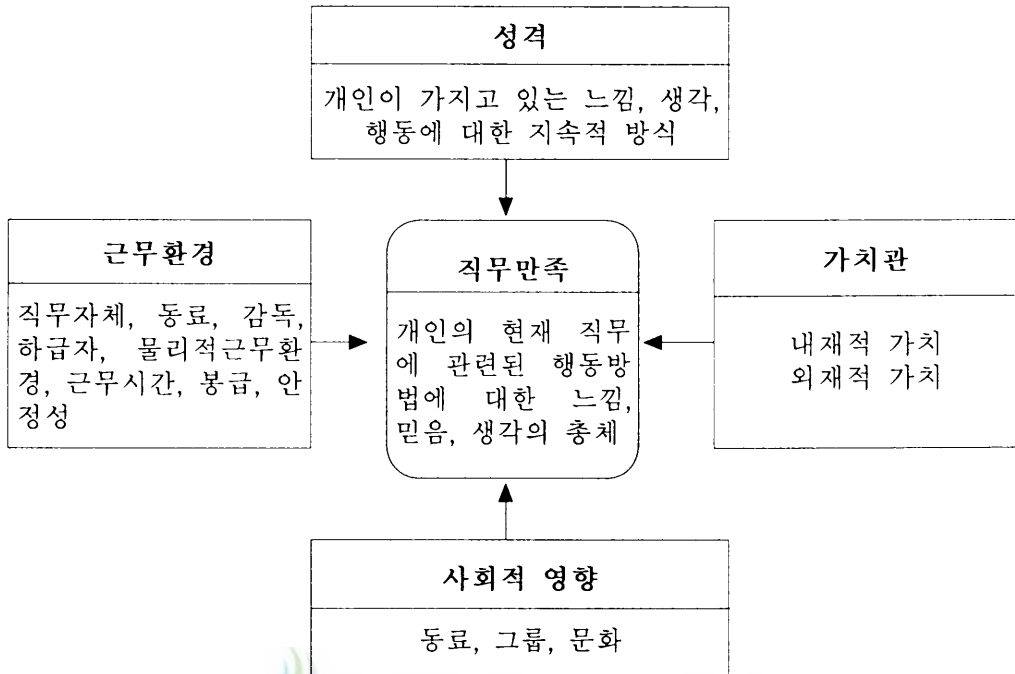 성격
개인이 가지고 있는 느낌, 생각,
행동에 대한 지속적 방식
근무환경
직무자체, 동료, 감독,
하급자, 물리적근무환
경, 근무시간, 봉급, 안
정성
직무만족
개인의 현재 직무
에 관련된 행동방
법에 대한 느낌,
믿음, 생각의 총체
가치관
내재적 가치
외재적 가치
사회적 영향
동료, 그룹, 문화